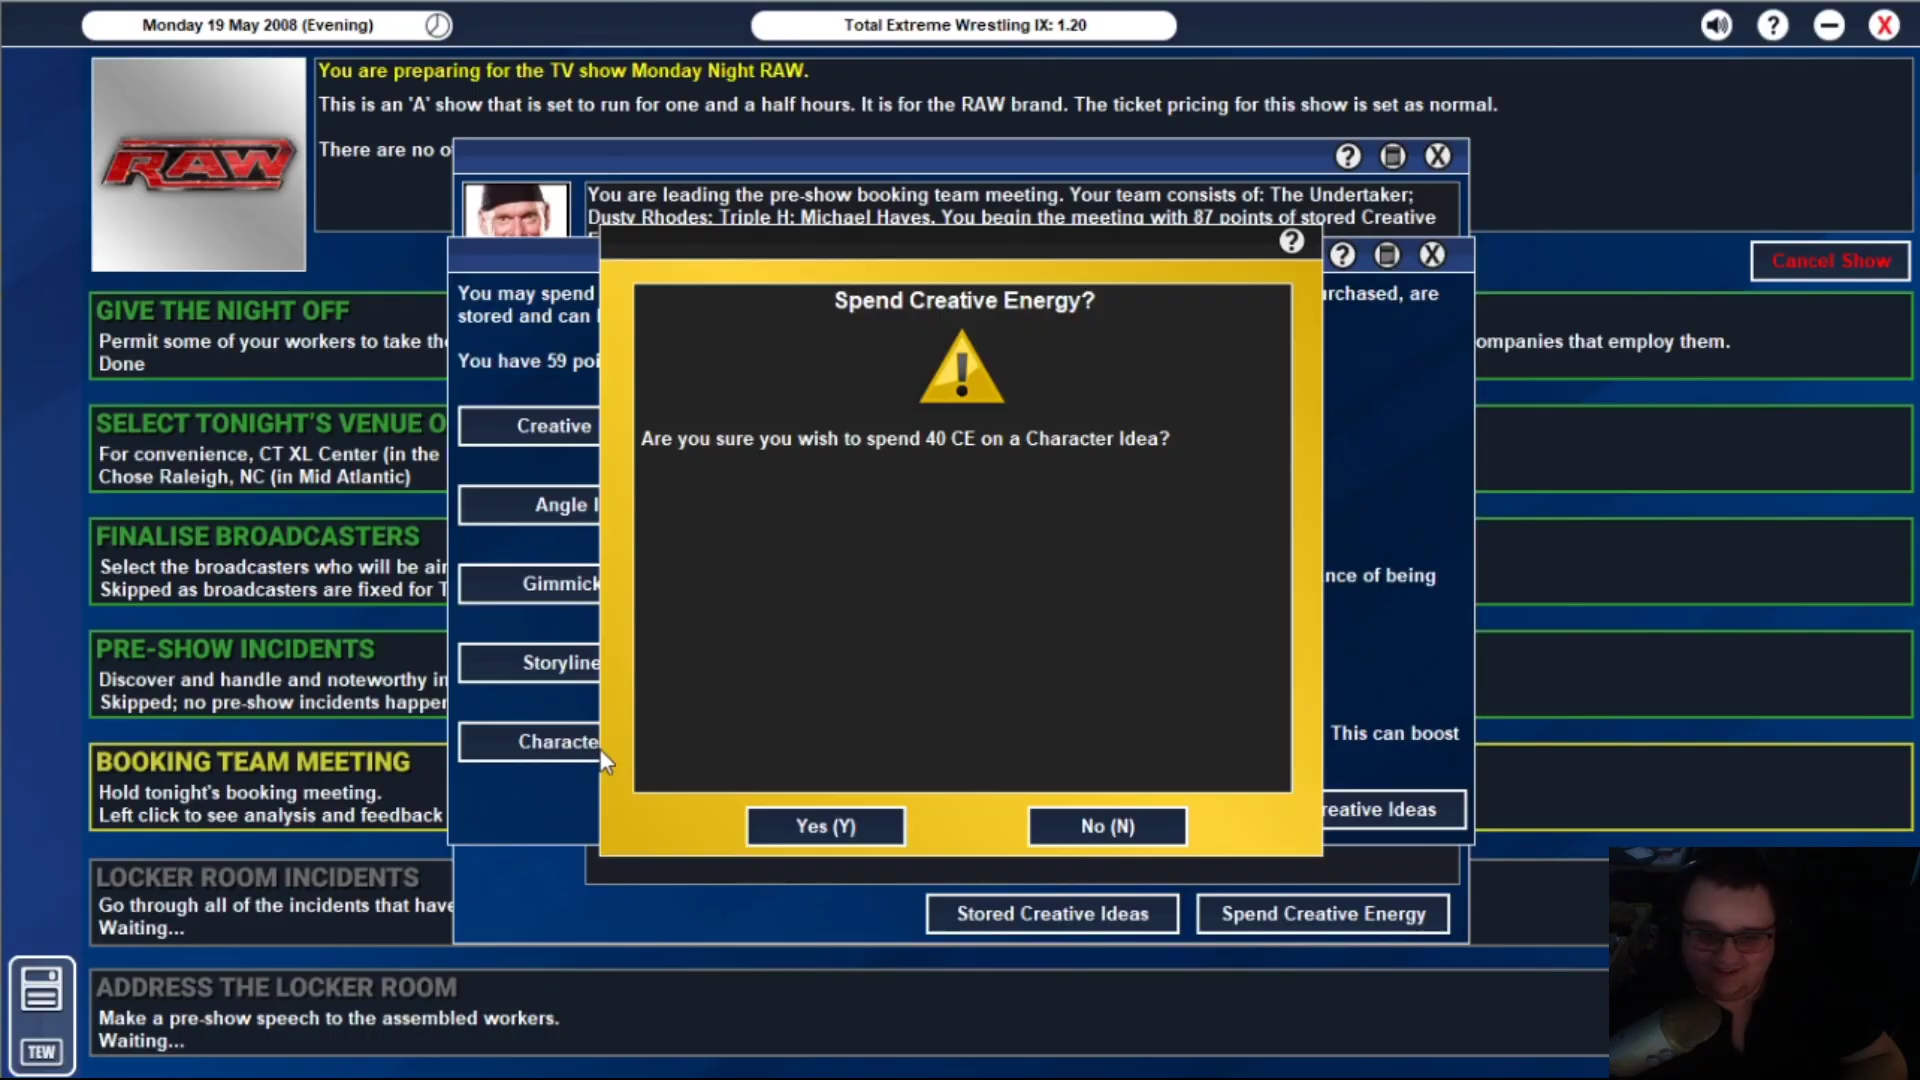 Monday 19 May 2008 (Evening)
Total Extreme Wrestling IX: 1.20
RAW
You are preparing for the TV show Monday Night RAW.
This is an 'A' show that is set to run for one and a half hours. It is for the RAW brand. The ticket pricing for this show is set as normal.
There are no o
You are leading the pre-show booking team meeting. Your team consists of: The Undertaker;
Dusty Rhodes; Triple H; Michael Hayes. You begin the meeting with 87 points of stored Creative
Cancel Show
You may spend
rchased, are
stored and can
You have 59 poi
Spend Creative Energy?
Are you sure you wish to spend 40 CE on a Character Idea?
Yes (Y)
No (N)
Creative
Angle I
Gimmick
Storyline
Characte
nce of being
This can boost
reative Ideas
Stored Creative Ideas
Spend Creative Energy
GIVE THE NIGHT OFF
Permit some of your workers to take the
ompanies that employ them.
Done
SELECT TONIGHT'S VENUE O
For convenience, CT XL Center (in the
Chose Raleigh, NC (in Mid Atlantic)
FINALISE BROADCASTERS
Select the broadcasters who will be air
Skipped as broadcasters are fixed for T
PRE-SHOW INCIDENTS
Discover and handle and noteworthy in
Skipped; no pre-show incidents happen
BOOKING TEAM MEETING
Hold tonight's booking meeting.
Left click to see analysis and feedback
LOCKER ROOM INCIDENTS
Go through all of the incidents that have
Waiting...
ADDRESS THE LOCKER ROOM
Make a pre-show speech to the assembled workers.
Waiting...
TEW